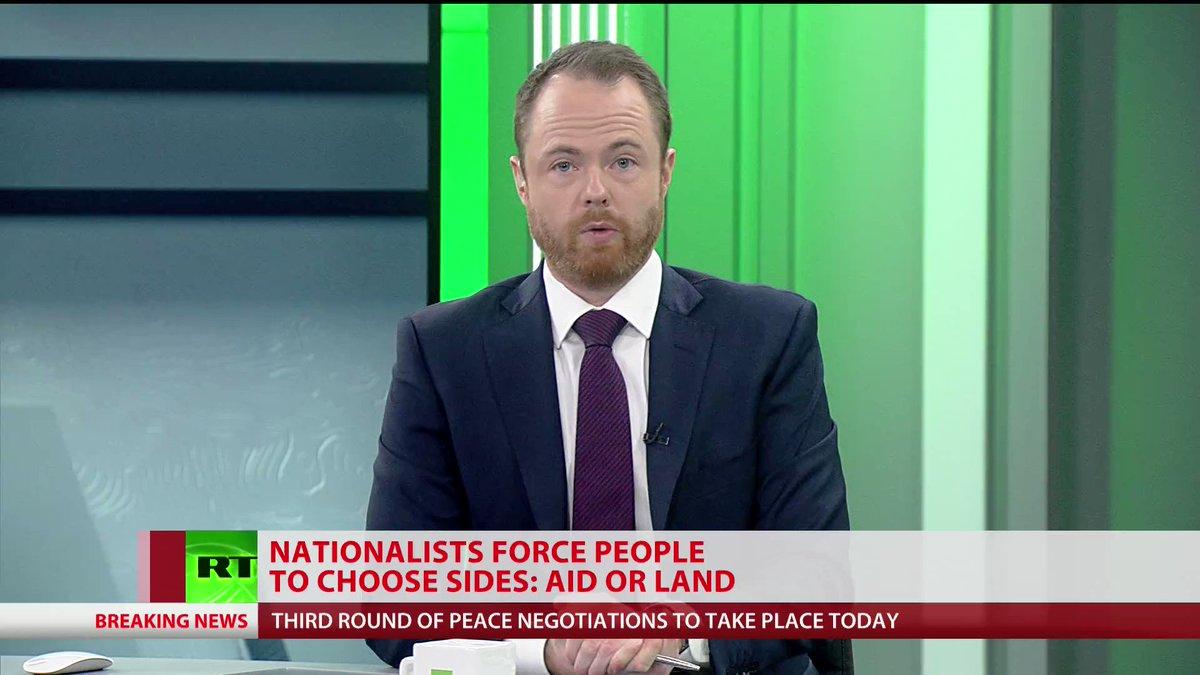 NATIONALISTS FORCE PEOPLE
RT
TO CHOOSE SIDES: AID OR LAND
BREAKING NEWS
THIRD ROUND OF PEACE NEGOTIATIONS TO TAKE PLACE TODAY